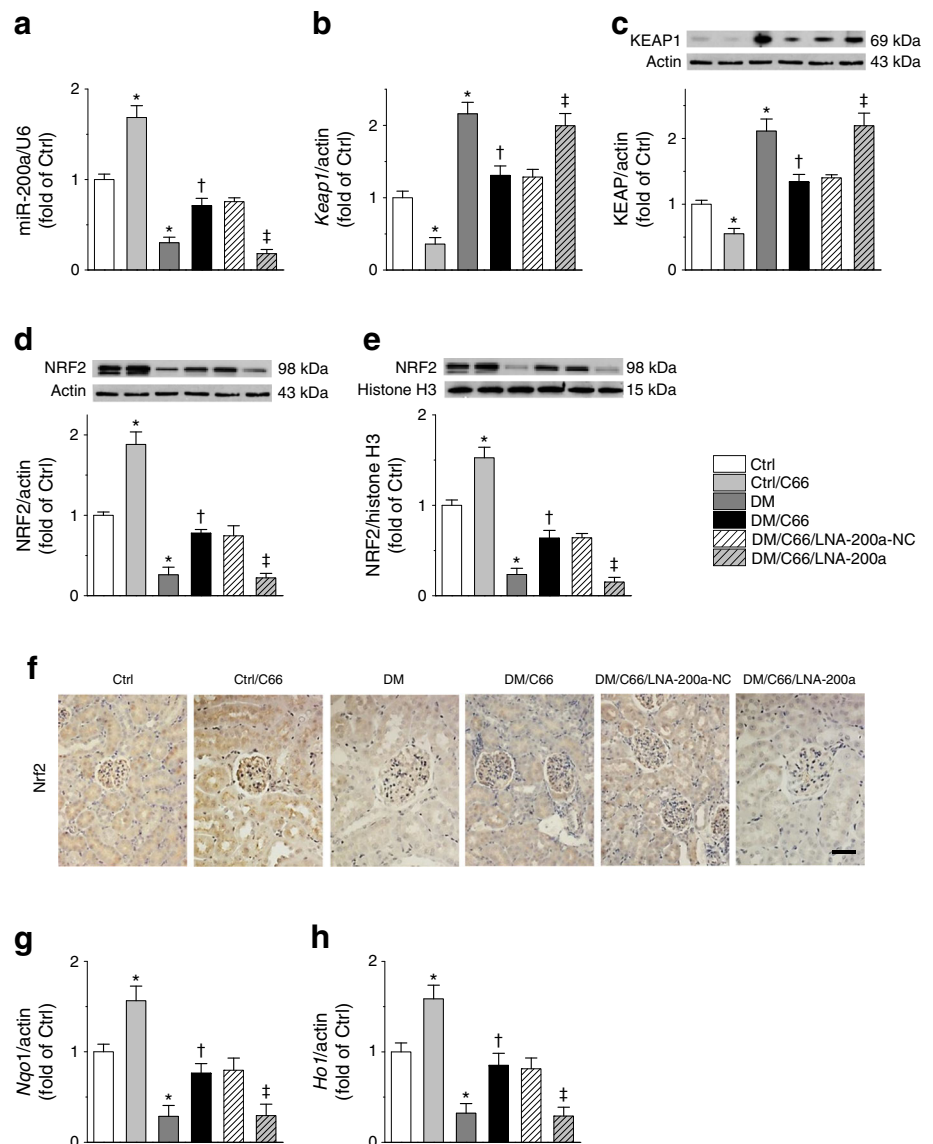 a
miR-200a/U6
(fold of Ctrl)
2
1
0
*
*
†
‡
b
Keap1/actin
(fold of Ctrl)
2
1
0
*
*
†
‡
c
KEAP1
69 kDa
Actin
43 kDa
KEAP/actin
(fold of Ctrl)
2
1
0
*
*
†
‡
d
NRF2
98 kDa
Actin
43 kDa
NRF2/actin
(fold of Ctrl)
2
1
0
*
*
†
‡
e
NRF2
98 kDa
Histone H3
15 kDa
NRF2/histone H3
(fold of Ctrl)
2
1
0
*
*
†
‡
Ctrl
Ctrl/C66
DM
DM/C66
DM/C66/LNA-200a-NC
DM/C66/LNA-200a
f
Ctrl
Ctrl/C66
DM
DM/C66
DM/C66/LNA-200a-NC
DM/C66/LNA-200a
Nrf2
g
Nqo1/actin
(fold of Ctrl)
2
1
0
*
*
†
‡
h
Ho1/actin
(fold of Ctrl)
2
1
0
*
*
†
‡